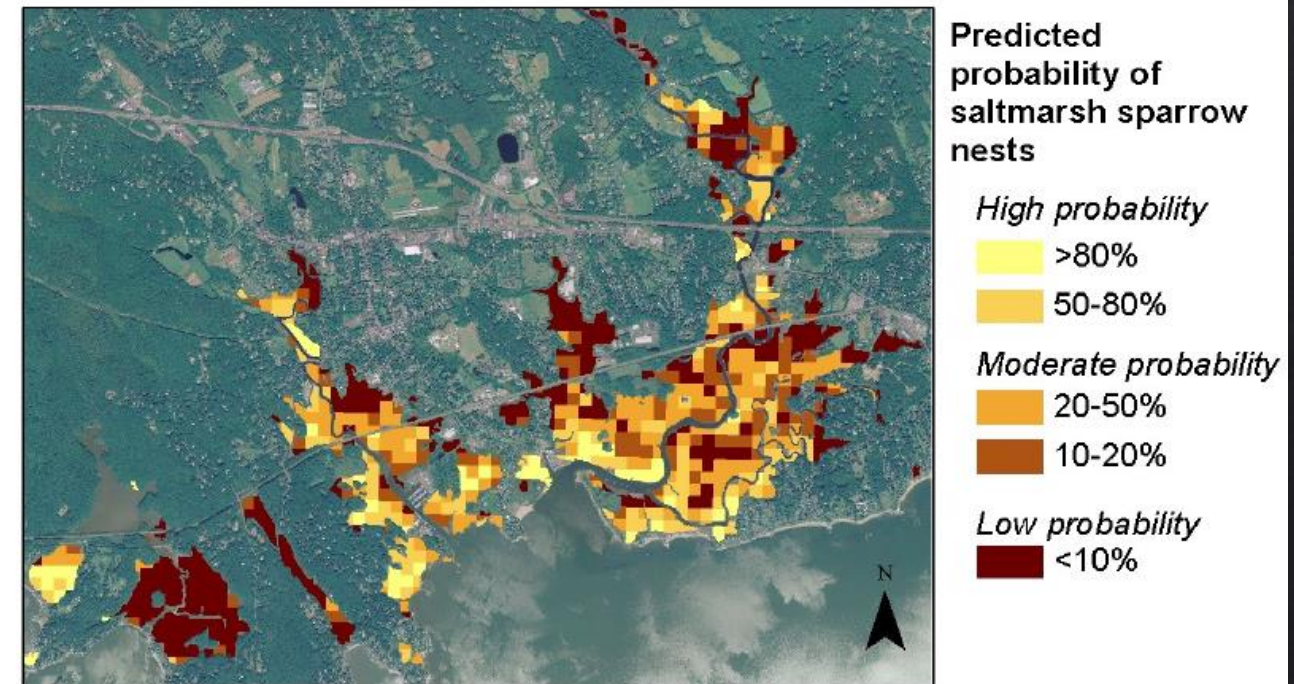 Predicted
probability of
saltmarsh sparrow
nests
High probability
>80%
50-80%
Moderate probability
20-50%
10-20%
Low probability
<10%
N